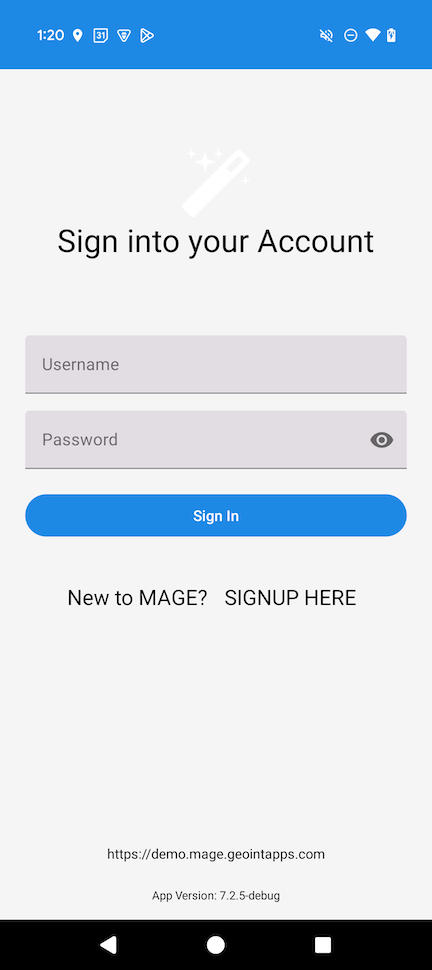 1:20
31
Sign into your Account
Username
Password
Sign In
New to MAGE? SIGNUP HERE
https://demo.mage.geointapps.com
App Version: 7.2.5-debug